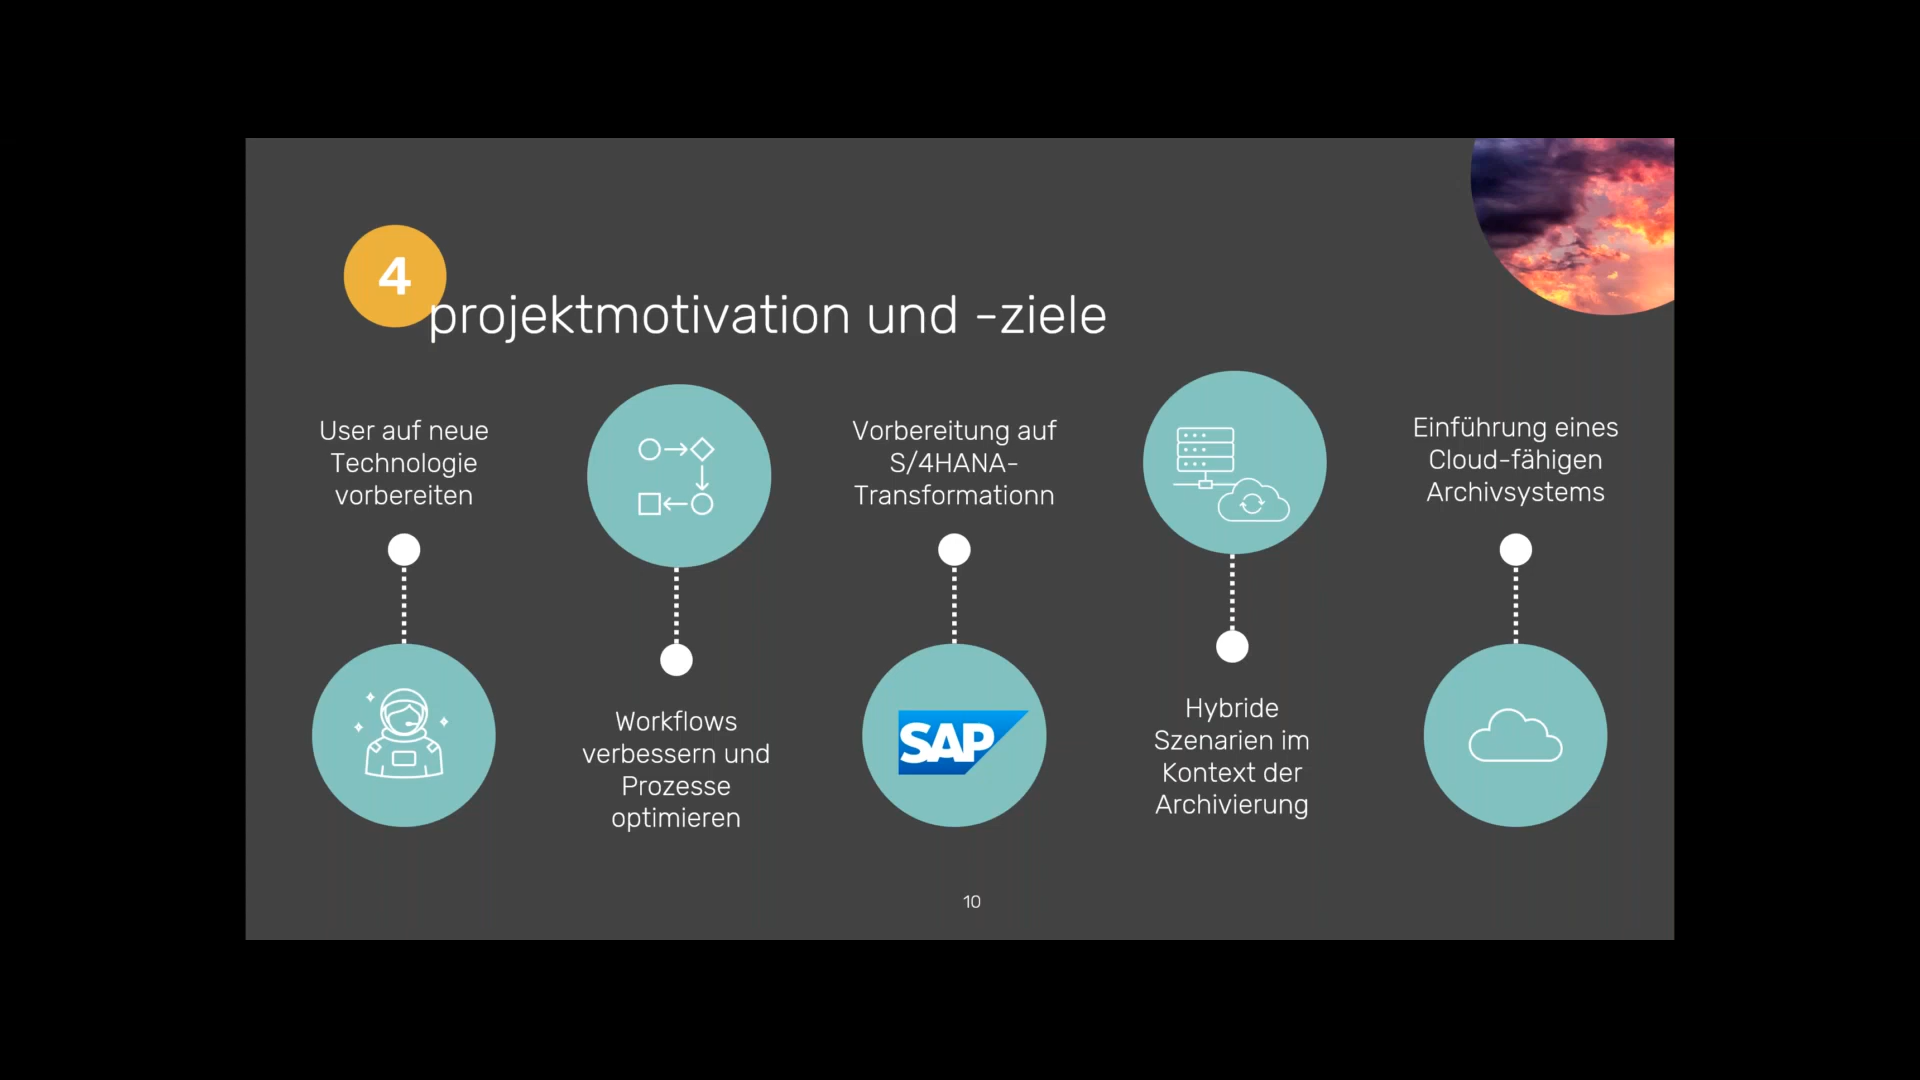 4
projektmotivation und -ziele
User auf neue
Technologie
vorbereiten
Workflows
verbessern und
Prozesse
optimieren
Vorbereitung auf
S/4HANA-
Transformationn
SAP
Hybride
Szenarien im
Kontext der
Archivierung
Einführung eines
Cloud-fähigen
Archivsystems
10